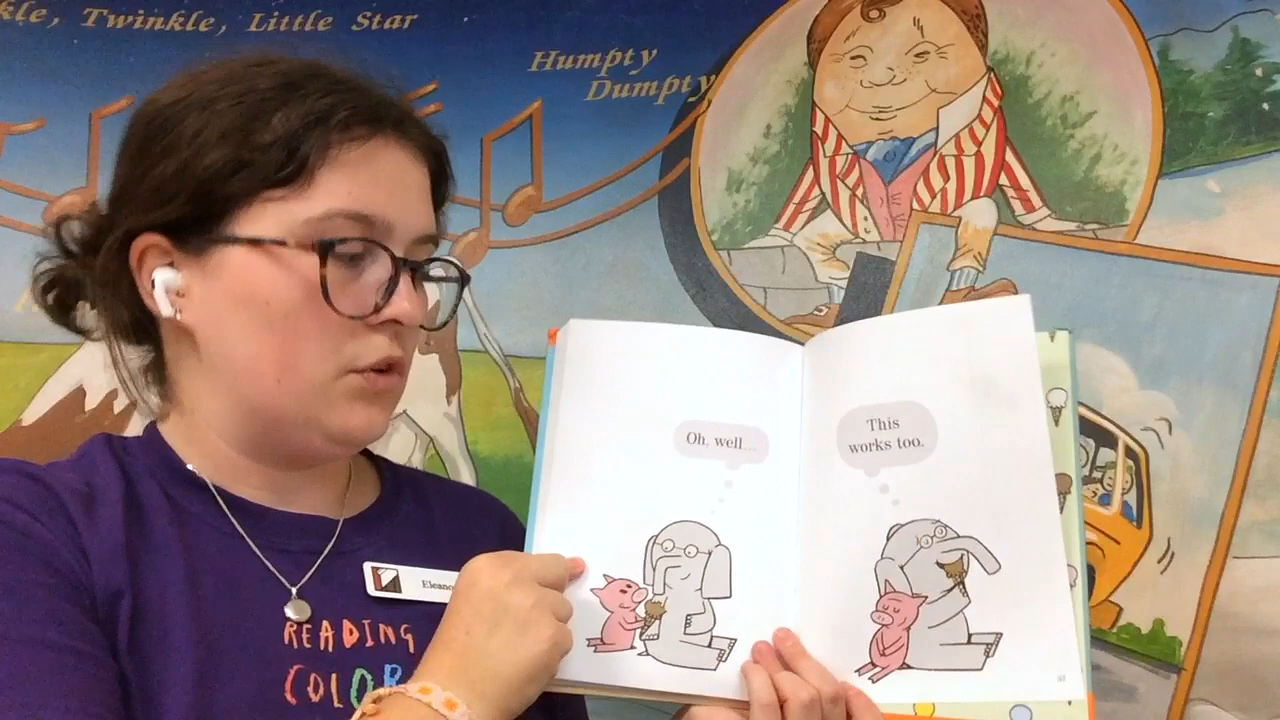 kle, Twinkle, Little Star
Humpty
Dumpty
Oh, well...
This
works too.
READING
COLOR